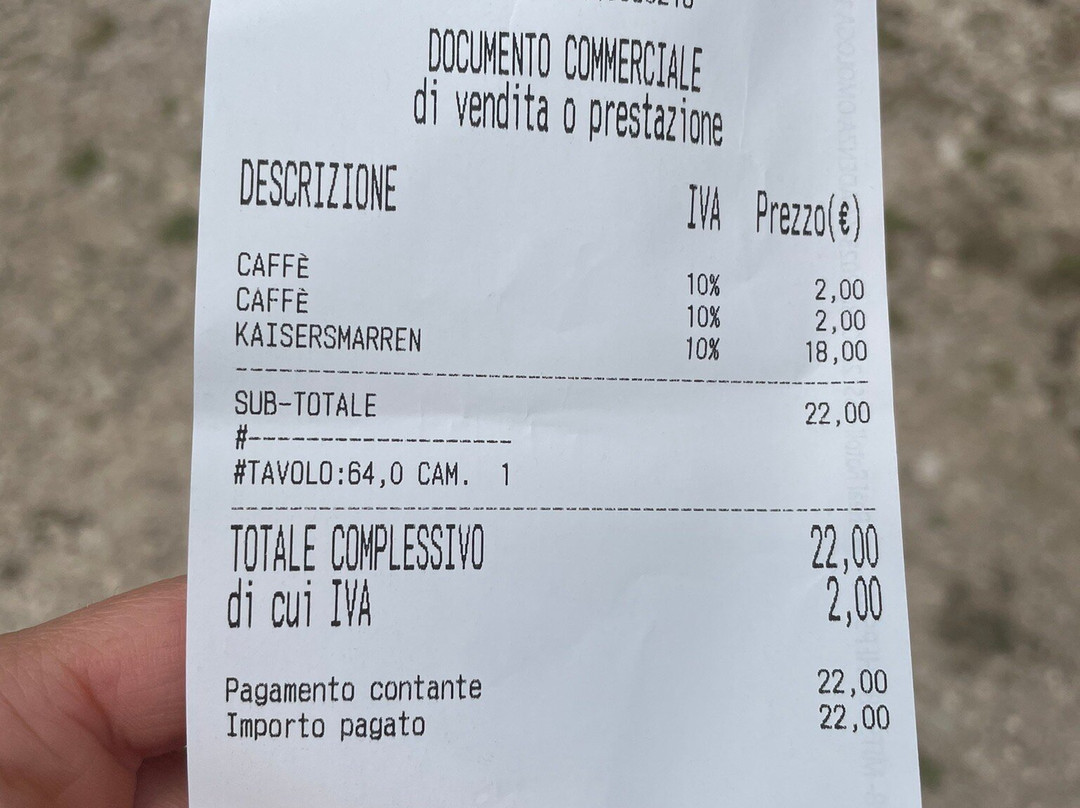 DOCUMENTO COMMERCIALE
di vendita o prestazione
DESCRIZIONE IVA Prezzo(€)
CAFFÈ 10% 2,00
CAFFÈ 10% 2,00
KAISERSMARREN 10% 18,00
SUB-TOTALE 22,00
#--------------------
#TAVOLO:64,0 CAM. 1
TOTALE COMPLESSIVO 22,00
di cui IVA 2,00
Pagamento contante 22,00
Importo pagato 22,00